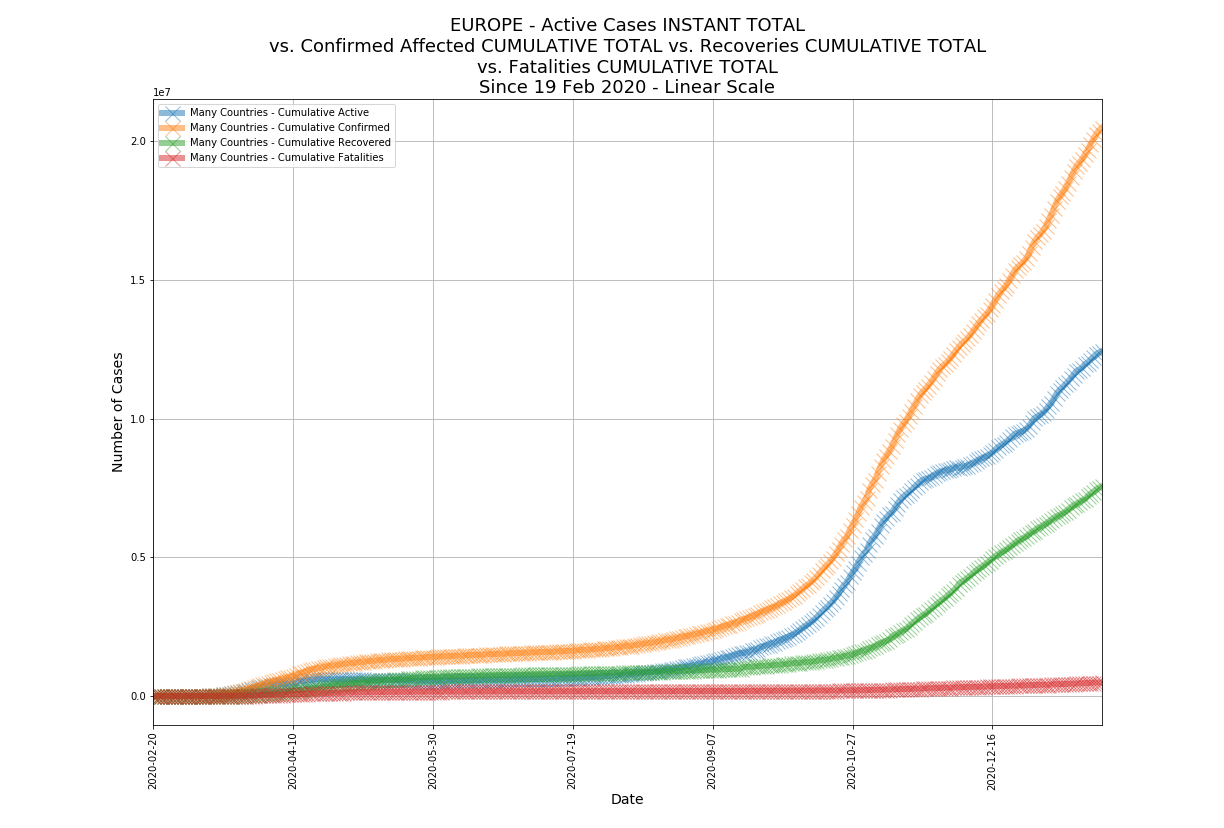 EUROPE - Active Cases INSTANT TOTAL
vs. Confirmed Affected CUMULATIVE TOTAL vs. Recoveries CUMULATIVE TOTAL
vs. Fatalities CUMULATIVE TOTAL
Since 19 Feb 2020 - Linear Scale
1e7
Many Countries - Cumulative Active
Many Countries - Cumulative Confirmed
Many Countries - Cumulative Recovered
Many Countries - Cumulative Fatalities
2.0
1.5
1.0
0.5
0.0
Number of Cases
2020-02-20
2020-04-10
2020-05-30
2020-07-19
2020-09-07
2020-10-27
2020-12-16
Date